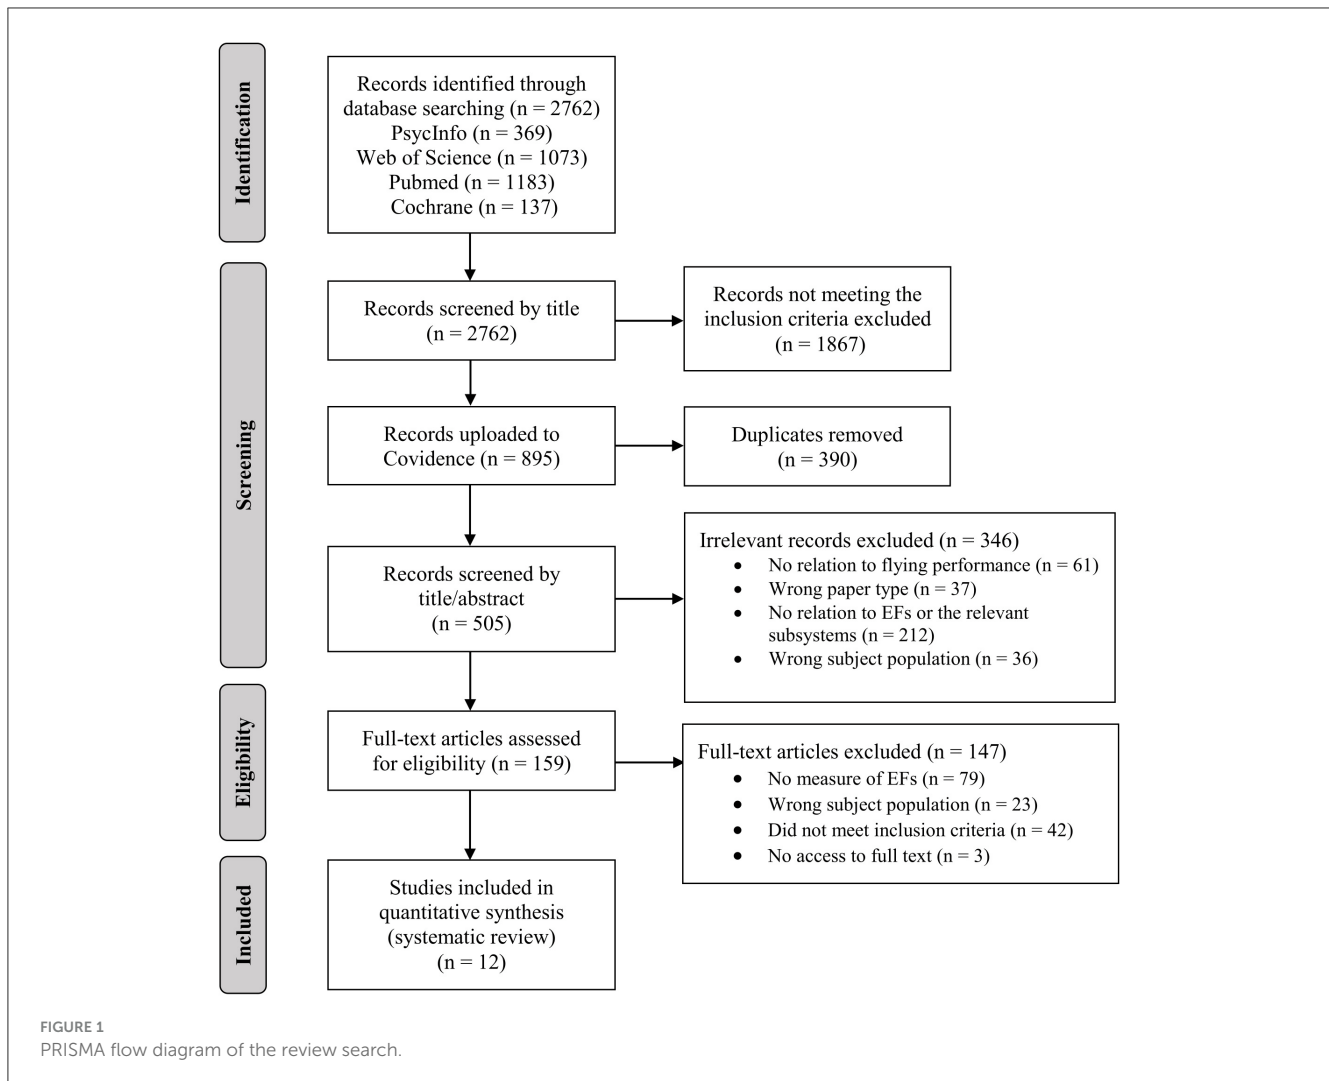 Identification
Records identified through
database searching (n = 2762)
PsycInfo (n = 369)
Web of Science (n = 1073)
Pubmed (n = 1183)
Cochrane (n = 137)
Screening
Records screened by title
(n = 2762)
Records not meeting the
inclusion criteria excluded
(n = 1867)
Records uploaded to
Covidence (n = 895)
Duplicates removed
(n = 390)
Records screened by
title/abstract
(n = 505)
Irrelevant records excluded (n = 346)
• No relation to flying performance (n = 61)
• Wrong paper type (n = 37)
• No relation to EFs or the relevant
subsystems (n = 212)
• Wrong subject population (n = 36)
Eligibility
Full-text articles assessed
for eligibility (n = 159)
Full-text articles excluded (n = 147)
• No measure of EFs (n = 79)
• Wrong subject population (n = 23)
• Did not meet inclusion criteria (n = 42)
• No access to full text (n = 3)
Included
Studies included in
quantitative synthesis
(systematic review)
(n = 12)
FIGURE 1
PRISMA flow diagram of the review search.